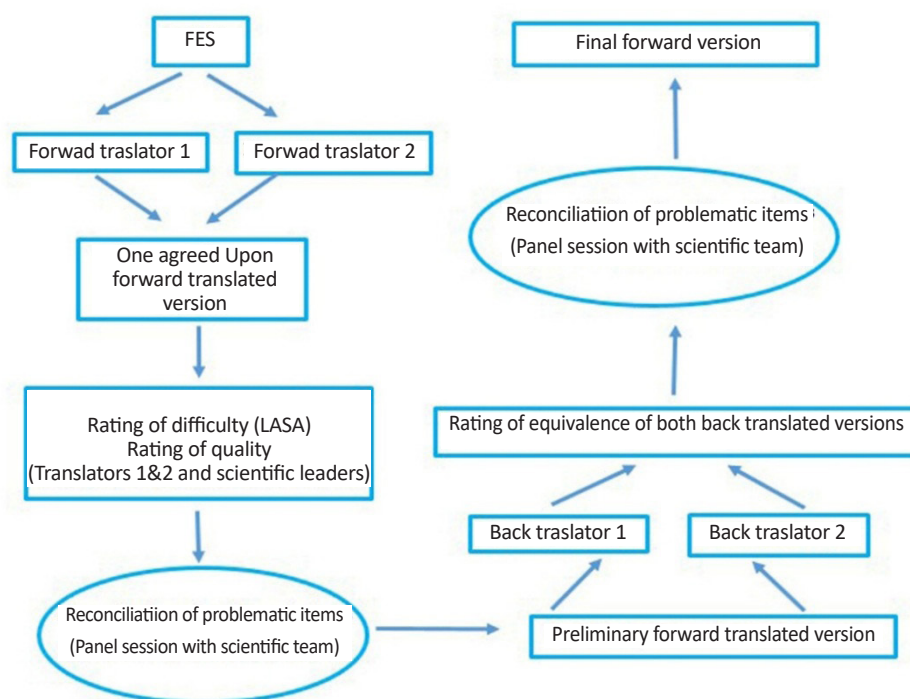 FES
Forwad traslator 1
Forwad traslator 2
One agreed Upon
forward translated
version
Rating of difficulty (LASA)
Rating of quality
(Translators 1&2 and scientific leaders)
Reconciliatiion of problematic items
(Panel session with scientific team)
Preliminary forward translated version
Back traslator 1
Back traslator 2
Rating of equivalence of both back translated versions
Reconciliatiion of problematic items
(Panel session with scientific team)
Final forward version